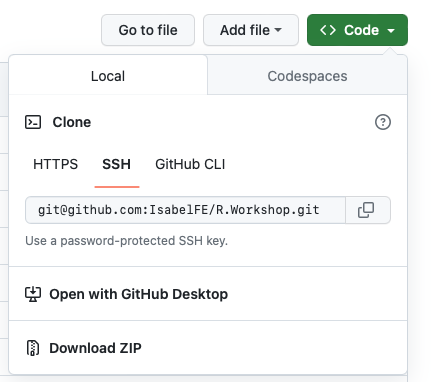 Go to file Add file Code
Local Codespaces
Clone
HTTPS SSH GitHub CLI
git@github.com:IsabelFE/R.Workshop.git
Use a password-protected SSH key.
Open with GitHub Desktop
Download ZIP